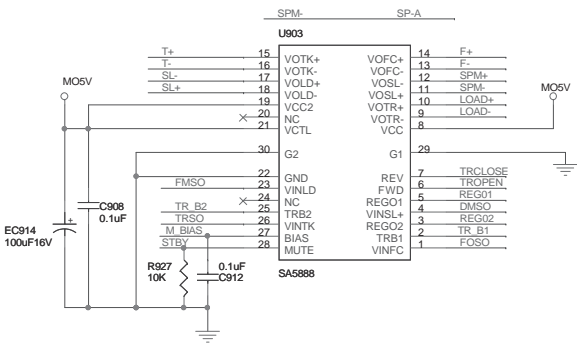 SPM- SP-A
U903
T+ 15 VOTK+ VOFC+ 14 F+
T- 16 VOTK- VOFC- 13 F-
SL- 17 VOLD+ VOSL- 12 SPM+
SL+ 18 VOLD- VOSL+ 11 SPM-
MO5V 19 VCC2 VOTR+ 10 LOAD+ MO5V
20 NC VOTR- 9 LOAD-
21 VCTL VCC 8
30 G2 G1 29
22 GND REV 7 TRCLOSE
FMSO 23 VINLD FWD 6 TROPEN
24 NC REGO1 5 REG01
TR_B2 25 TRB2 VINSL+ 4 DMSO
TRSO 26 VINTK REGO2 3 REG02
M_BIAS 27 BIAS TRB1 2 TR_B1
STBY 28 MUTE VINFC 1 FOSO
C908
0.1uF
EC914
100uF16V
+
R927
10K
0.1uF
C912
SA5888